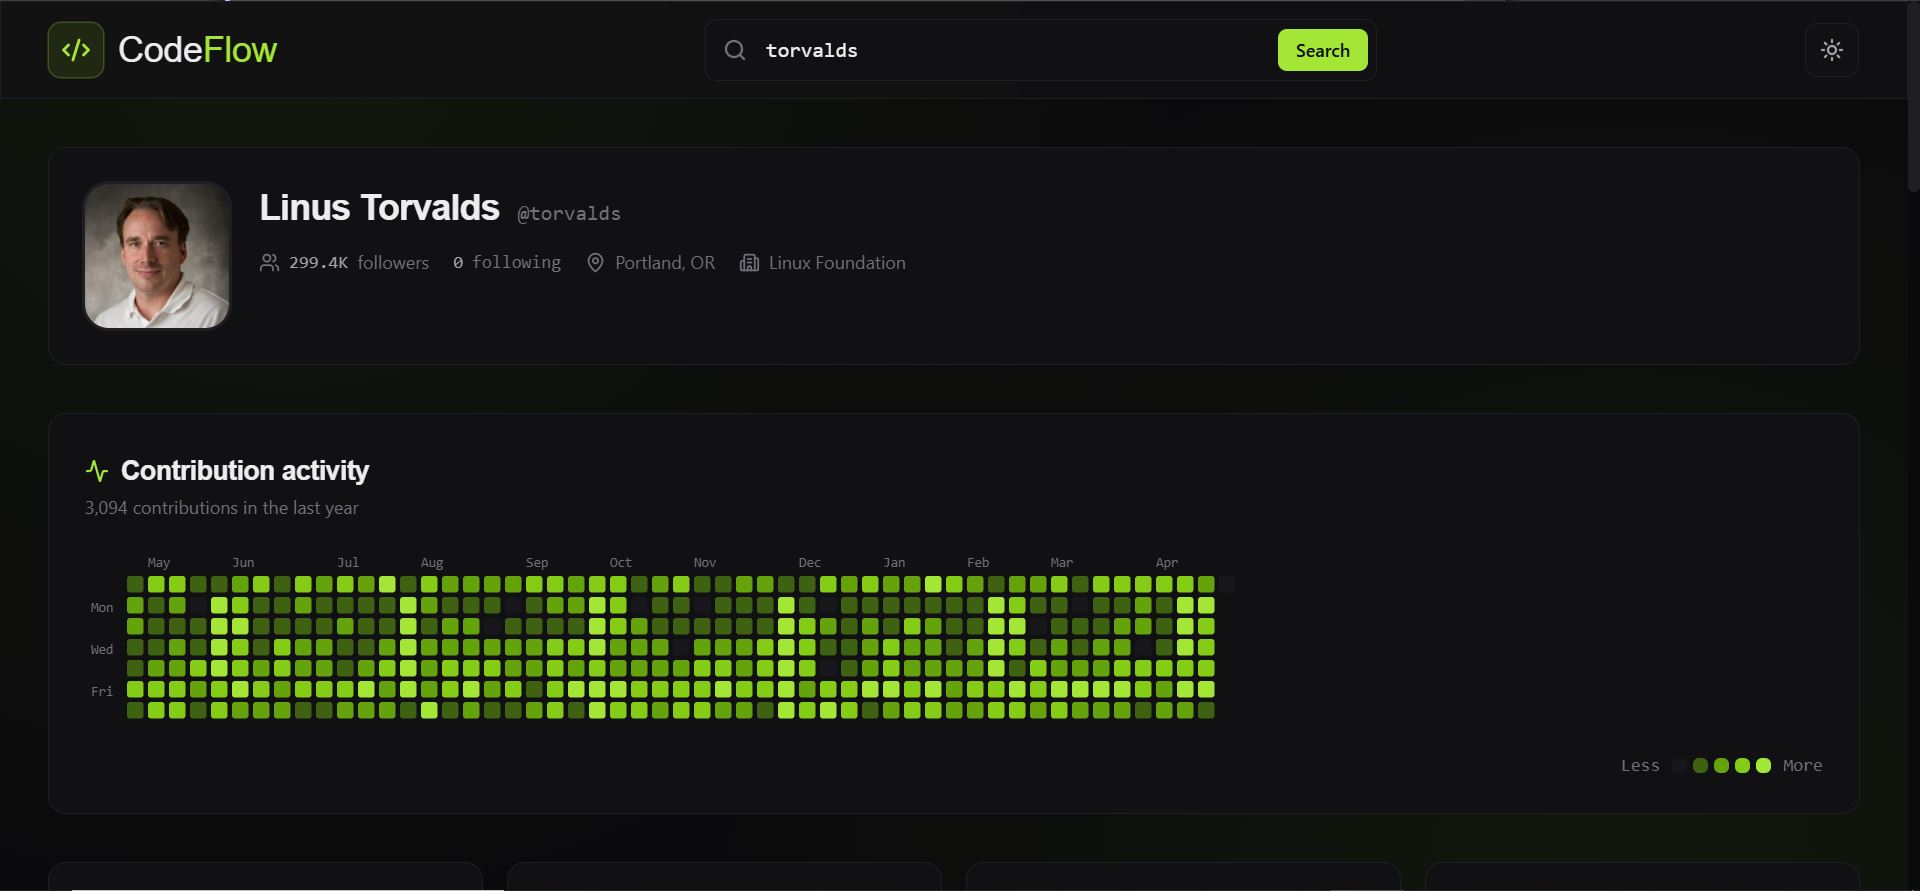 CodeFlow
torvalds
Search
Linus Torvalds @torvalds
299.4K followers 0 following Portland, OR Linux Foundation
Contribution activity
3,094 contributions in the last year
May Jun Jul Aug Sep Oct Nov Dec Jan Feb Mar Apr
Mon
Wed
Fri
Less More